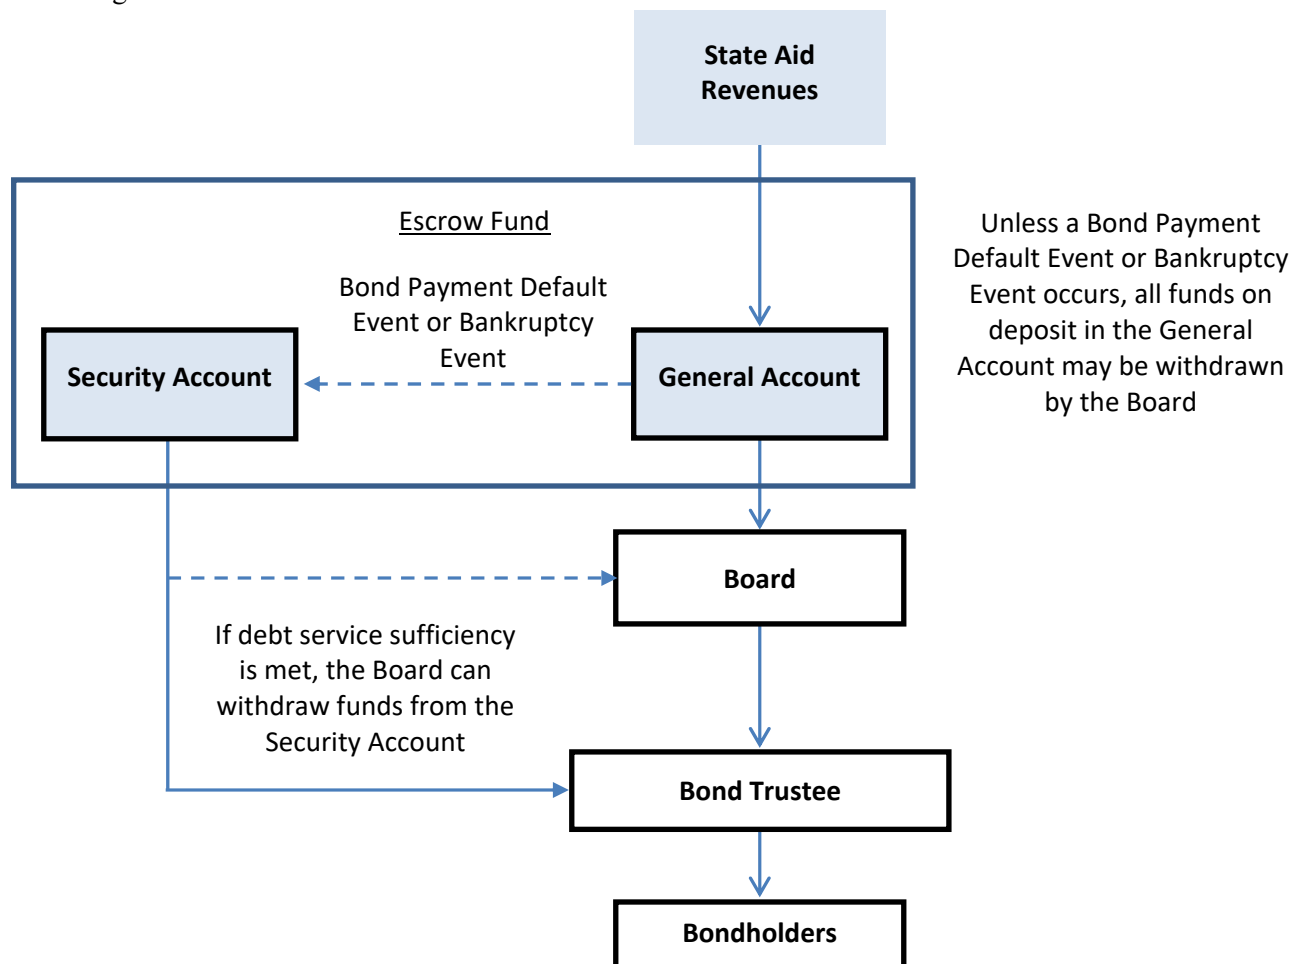 State Aid
Revenues
Escrow Fund
Bond Payment Default
Event or Bankruptcy
Event
Security Account
General Account
Unless a Bond Payment
Default Event or Bankruptcy
Event occurs, all funds on
deposit in the General
Account may be withdrawn
by the Board
Board
If debt service sufficiency
is met, the Board can
withdraw funds from the
Security Account
Bond Trustee
Bondholders